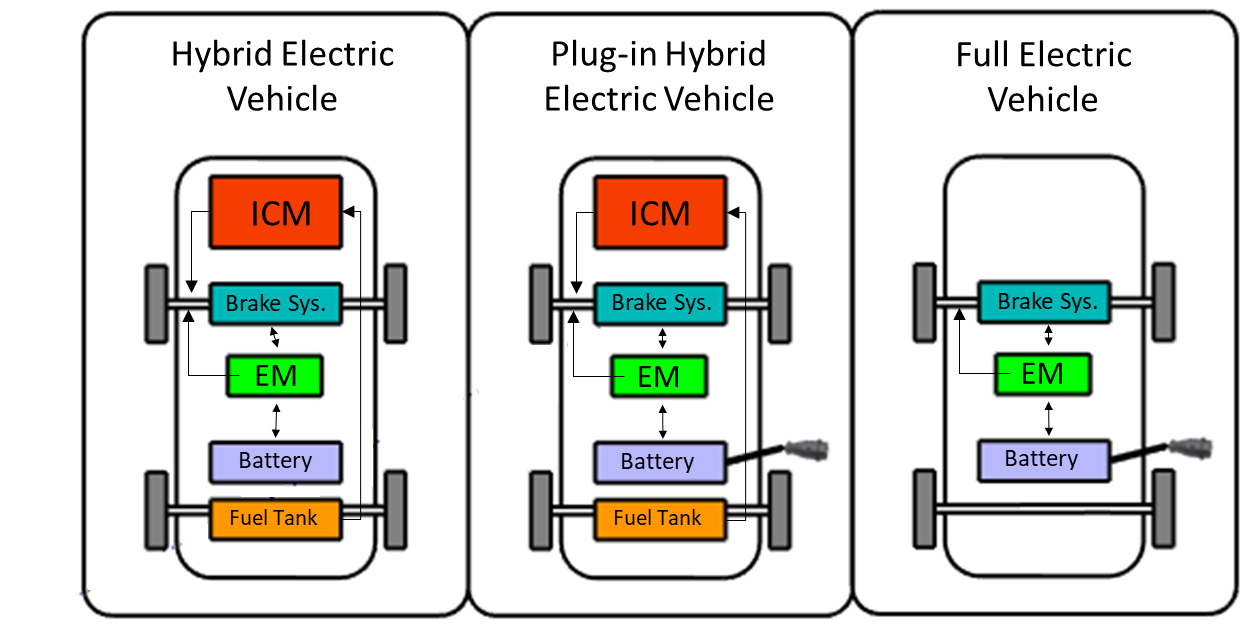 Hybrid Electric
Vehicle
ICM
Brake Sys.
EM
Battery
Fuel Tank
Plug-in Hybrid
Electric Vehicle
ICM
Brake Sys.
EM
Battery
Fuel Tank
Full Electric
Vehicle
Brake Sys.
EM
Battery